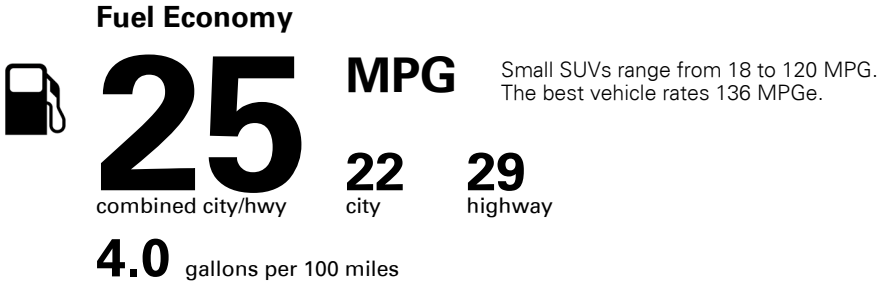 Fuel Economy
25 MPG
Small SUVs range from 18 to 120 MPG.
The best vehicle rates 136 MPGe.
22 29
combined city/hwy city highway
4.0 gallons per 100 miles